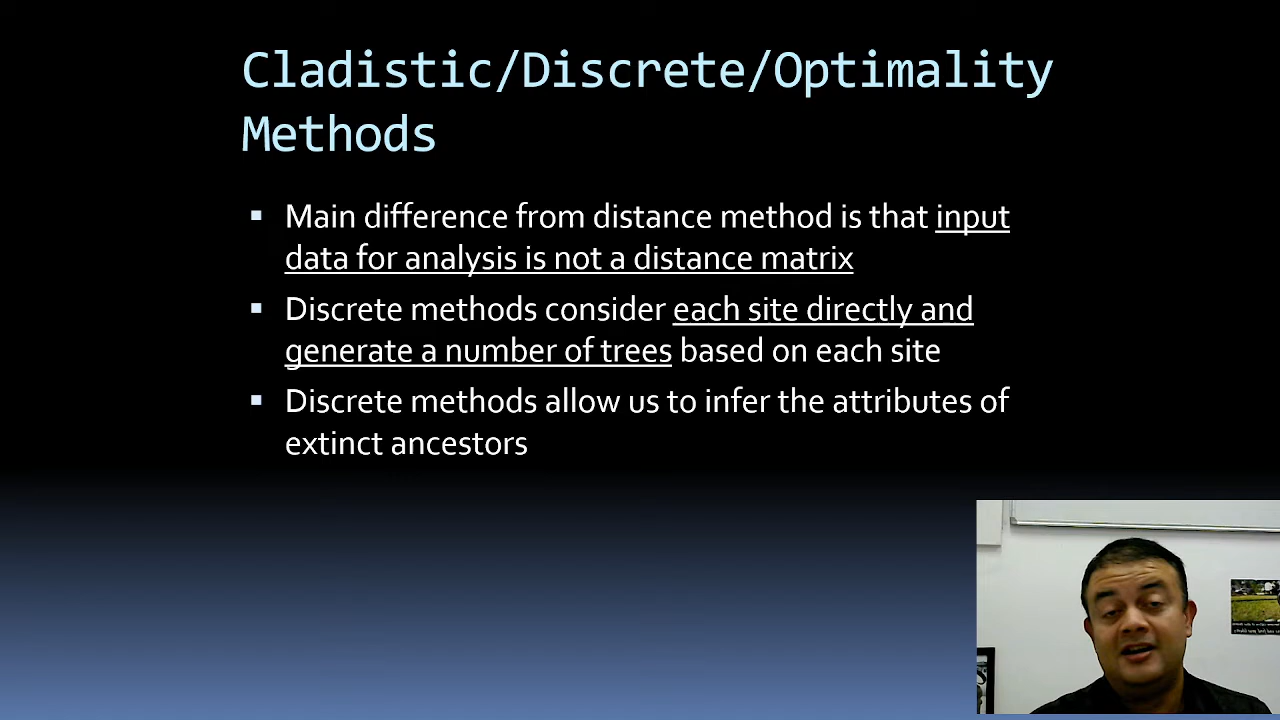 Cladistic/Discrete/Optimality
Methods
▪ Main difference from distance method is that input
data for analysis is not a distance matrix
▪ Discrete methods consider each site directly and
generate a number of trees based on each site
▪ Discrete methods allow us to infer the attributes of
extinct ancestors